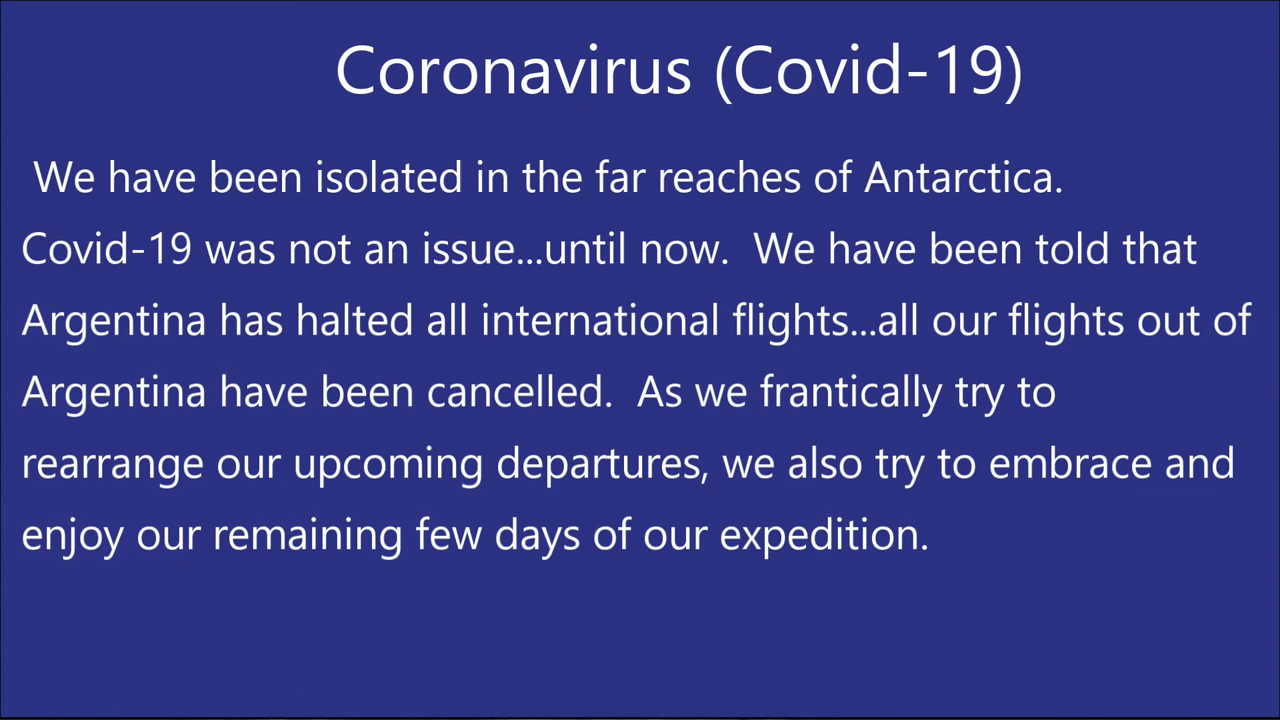 Coronavirus (Covid-19)
We have been isolated in the far reaches of Antarctica.
Covid-19 was not an issue...until now.  We have been told that
Argentina has halted all international flights...all our flights out of
Argentina have been cancelled.  As we frantically try to
rearrange our upcoming departures, we also try to embrace and
enjoy our remaining few days of our expedition.